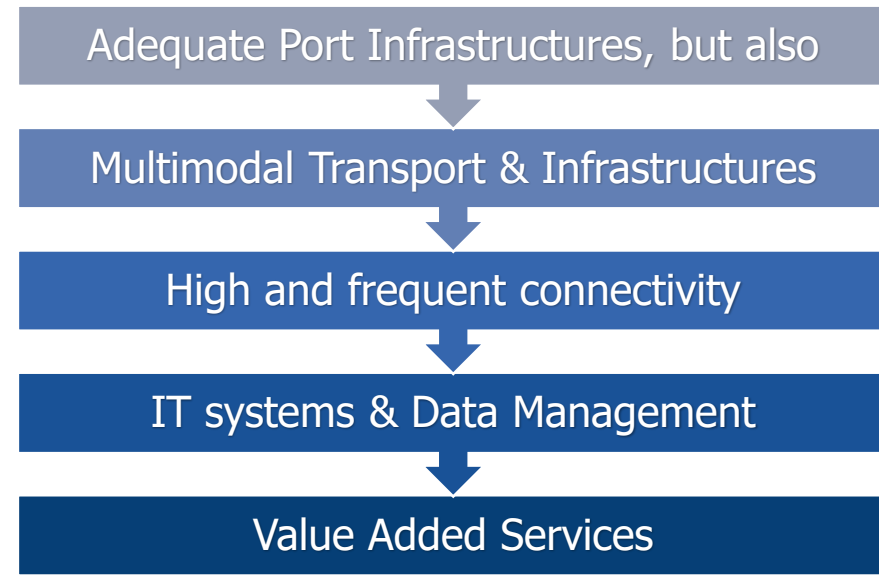 Adequate Port Infrastructures, but also
Multimodal Transport & Infrastructures
High and frequent connectivity
IT systems & Data Management
Value Added Services